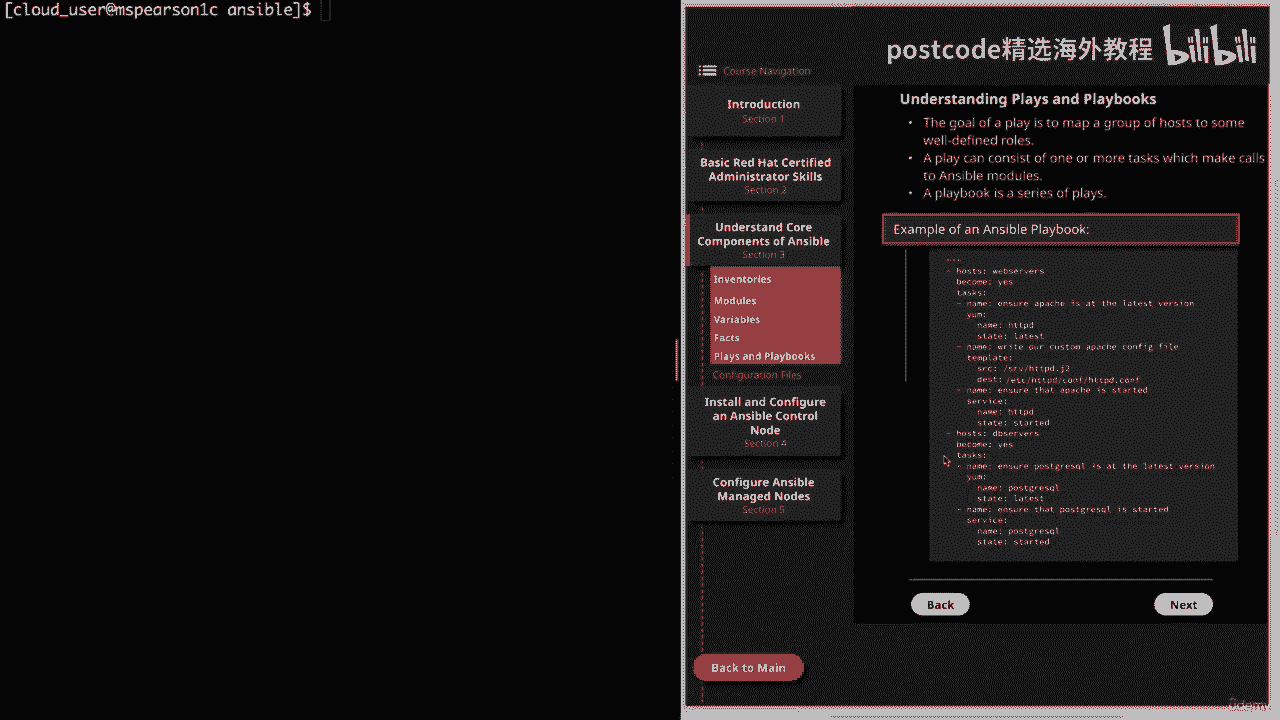 [cloud_user@mspearson1c ansible]$
postcode精选海外教程 bilibili
Course Navigation
Introduction
Section 1
Basic Red Hat Certified
Administrator Skills
Section 2
Understand Core
Components of Ansible
Section 3
Inventories
Modules
Variables
Facts
Plays and Playbooks
Configuration Files
Install and Configure
an Ansible Control
Node
Section 4
Configure Ansible
Managed Nodes
Section 5
Back to Main
Understanding Plays and Playbooks
• The goal of a play is to map a group of hosts to some
well-defined roles.
• A play can consist of one or more tasks which make calls
to Ansible modules.
• A playbook is a series of plays.
Example of an Ansible Playbook:
---
- hosts: webservers
become: yes
tasks:
- name: ensure apache is at the latest version
yum:
name: httpd
state: latest
- name: write our custom apache config file
template:
src: /srv/httpd.j2
dest: /etc/httpd/conf/httpd.conf
- name: ensure that apache is started
service:
name: httpd
state: started
- hosts: dbservers
become: yes
tasks:
- name: ensure postgresql is at the latest version
yum:
name: postgresql
state: latest
- name: ensure that postgresql is started
service:
name: postgresql
state: started
Back
Next
Udemy